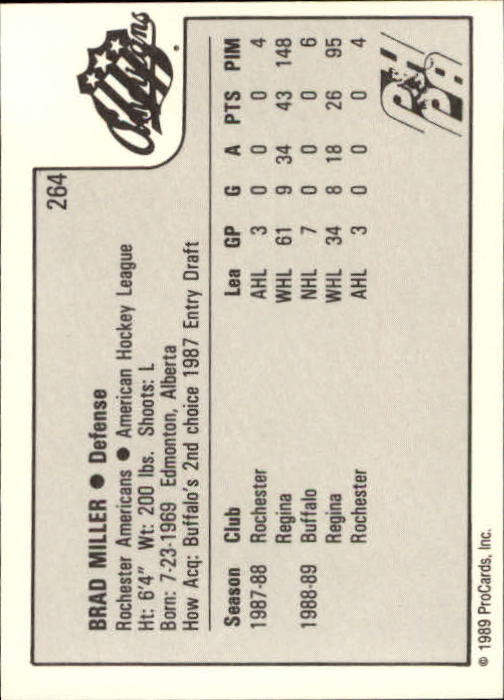 264
BRAD MILLER ● Defense
Rochester Americans ● American Hockey League
Ht: 6'4" Wt: 200 lbs. Shoots: L
Born: 7-23-1969 Edmonton, Alberta
How Acq: Buffalo's 2nd choice 1987 Entry Draft
Season Club Lea GP G A PTS PIM
1987-88 Rochester AHL 3 0 0 0 4
Regina WHL 61 9 34 43 148
1988-89 Buffalo NHL 7 0 0 0 6
Regina WHL 34 8 18 26 95
Rochester AHL 3 0 0 0 4
© 1989 ProCards, Inc.